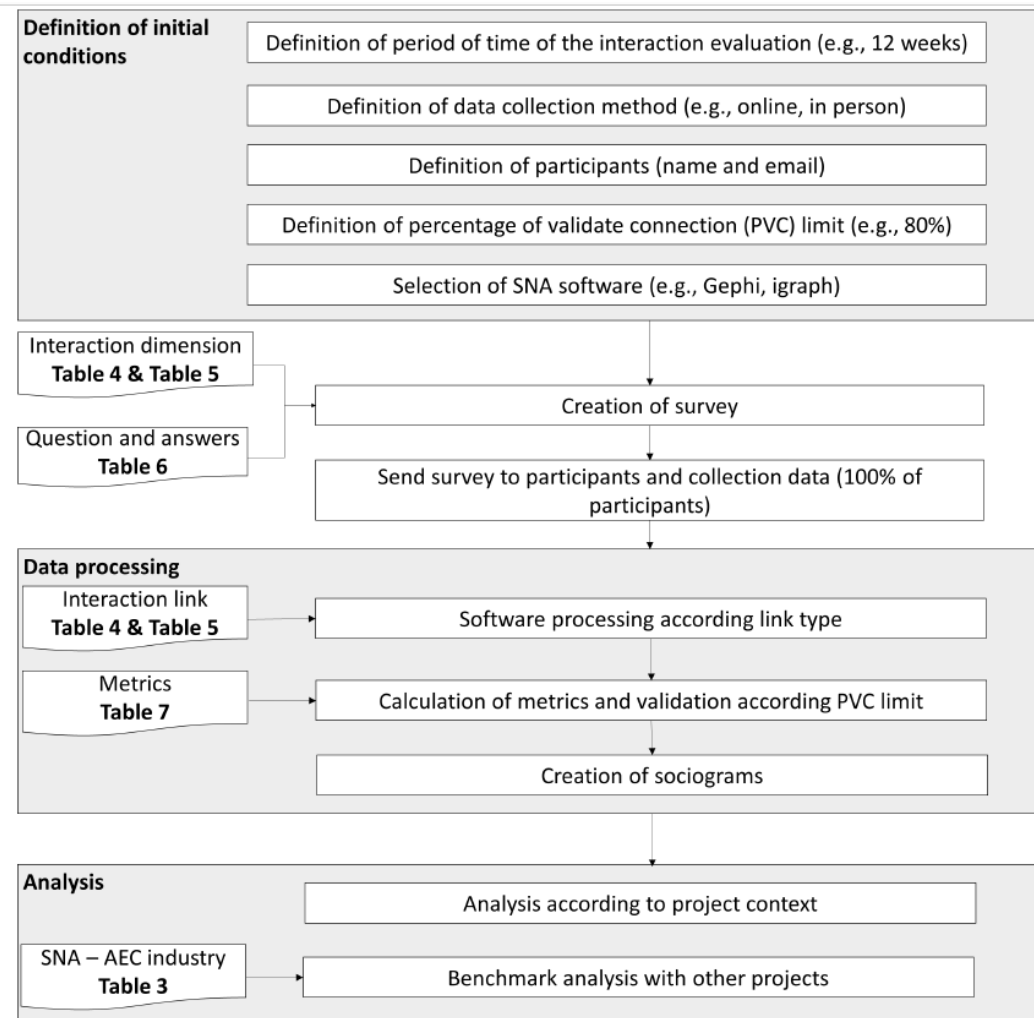 Definition of initial
conditions
Definition of period of time of the interaction evaluation (e.g., 12 weeks)
Definition of data collection method (e.g., online, in person)
Definition of participants (name and email)
Definition of percentage of validate connection (PVC) limit (e.g., 80%)
Selection of SNA software (e.g., Gephi, igraph)
Interaction dimension
Table 4 & Table 5
Question and answers
Table 6
Creation of survey
Send survey to participants and collection data (100% of
participants)
Data processing
Interaction link
Table 4 & Table 5
Software processing according link type
Metrics
Table 7
Calculation of metrics and validation according PVC limit
Creation of sociograms
Analysis
Analysis according to project context
SNA – AEC industry
Table 3
Benchmark analysis with other projects